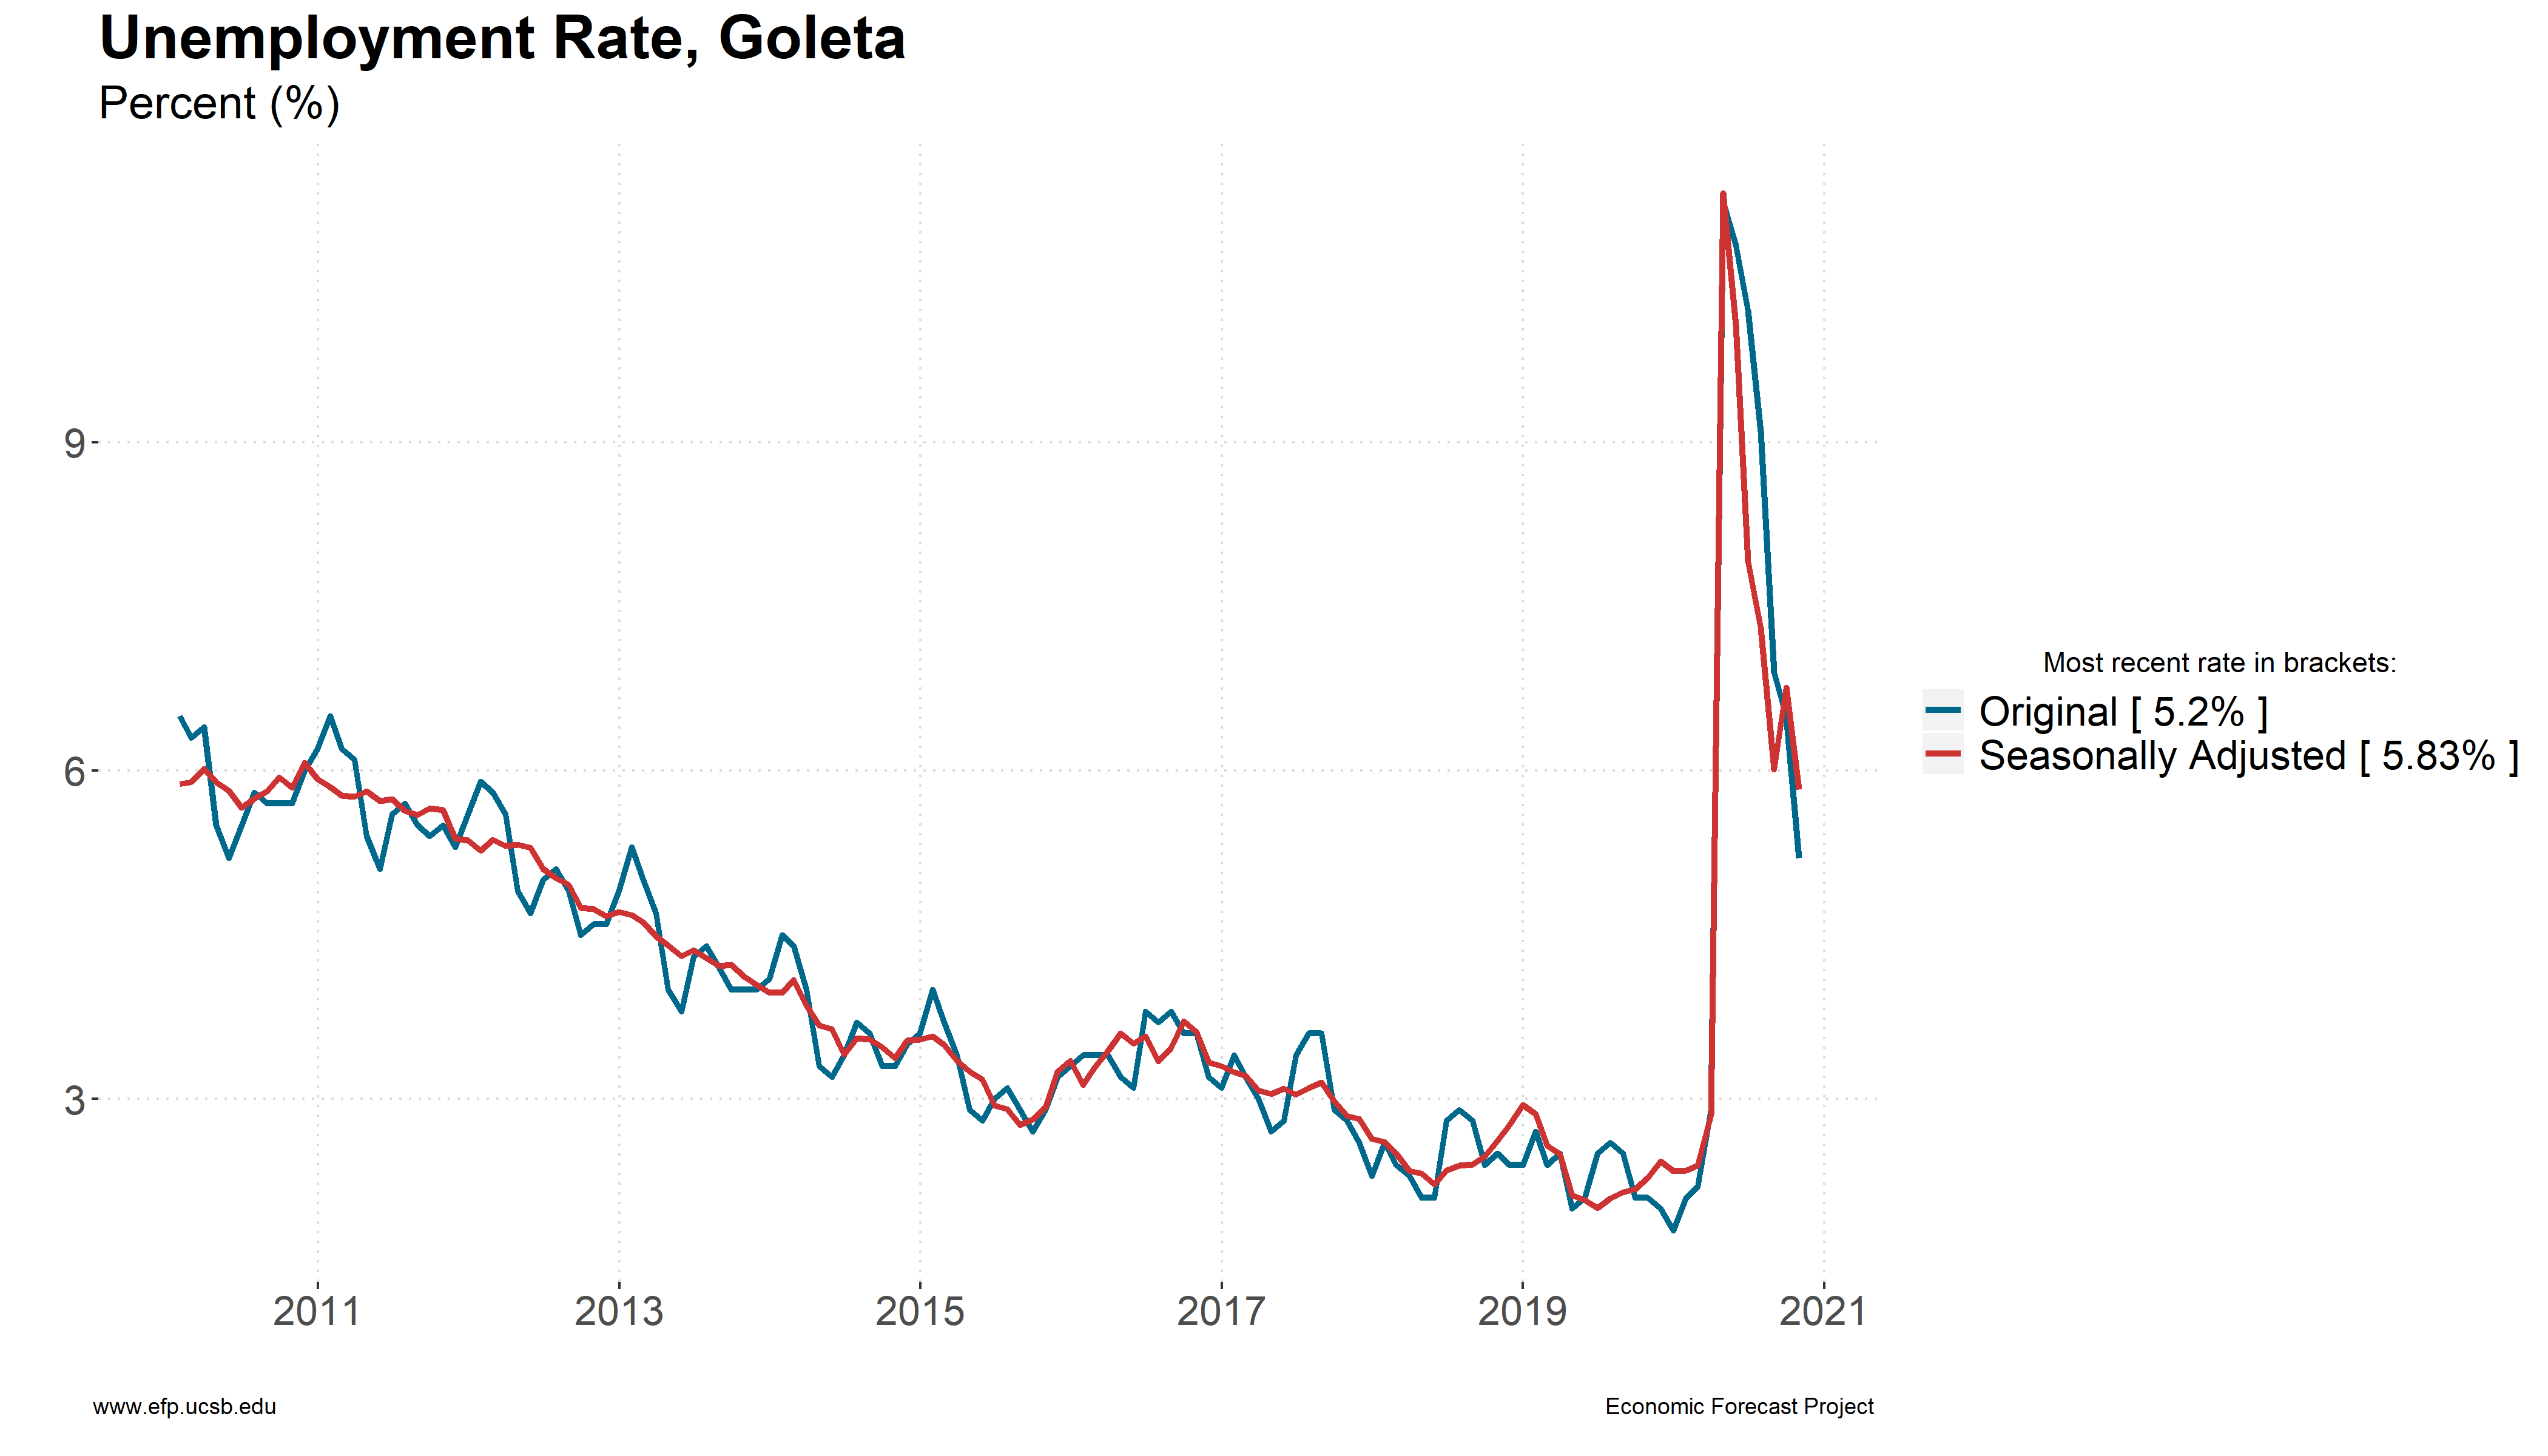 Unemployment Rate, Goleta
Percent (%)
9
6
3
2011
2013
2015
2017
2019
2021
Most recent rate in brackets:
Original [ 5.2% ]
Seasonally Adjusted [ 5.83% ]
www.efp.ucsb.edu
Economic Forecast Project